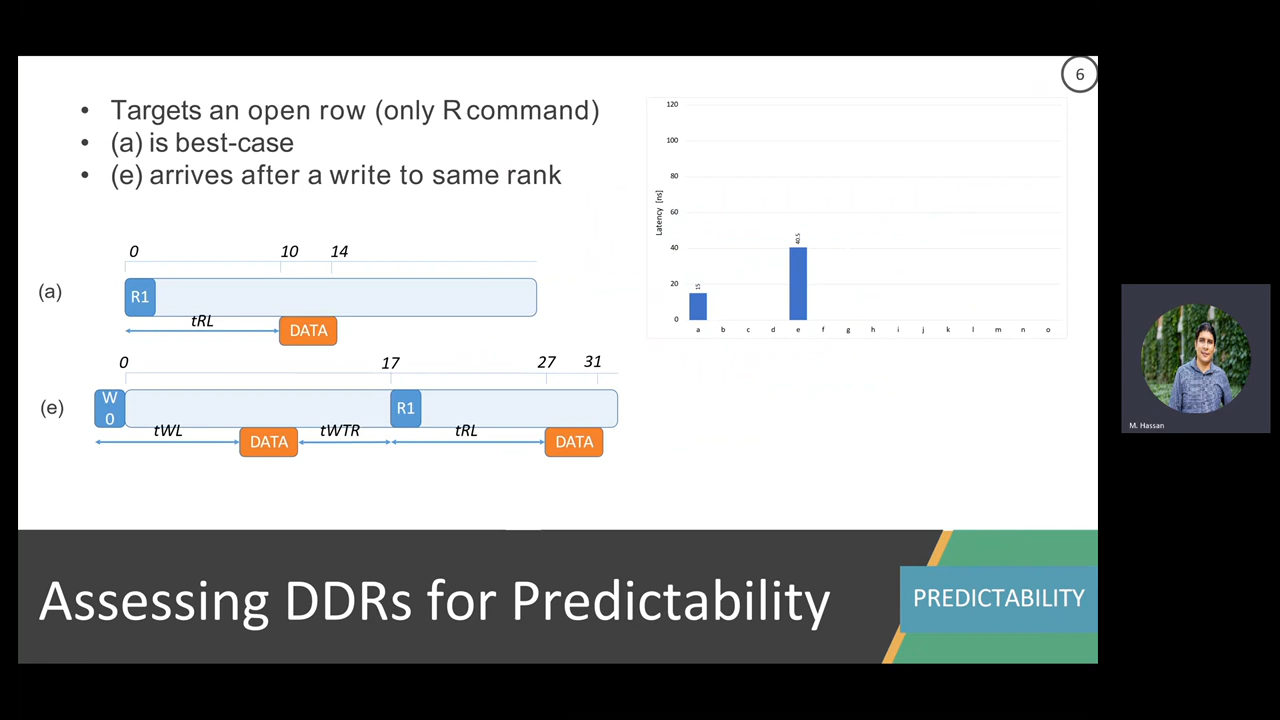 6
• Targets an open row (only R command)
• (a) is best-case
• (e) arrives after a write to same rank
120
100
80
60
40
20
0
Latency [ns]
15
40.5
a b c d e f g h i j k l m n o
0 10 14
(a)
R1
tRL
DATA
0 17 27 31
(e)
W
0
R1
tWL
DATA
tWTR
tRL
DATA
M. Hassan
Assessing DDRs for Predictability
PREDICTABILITY